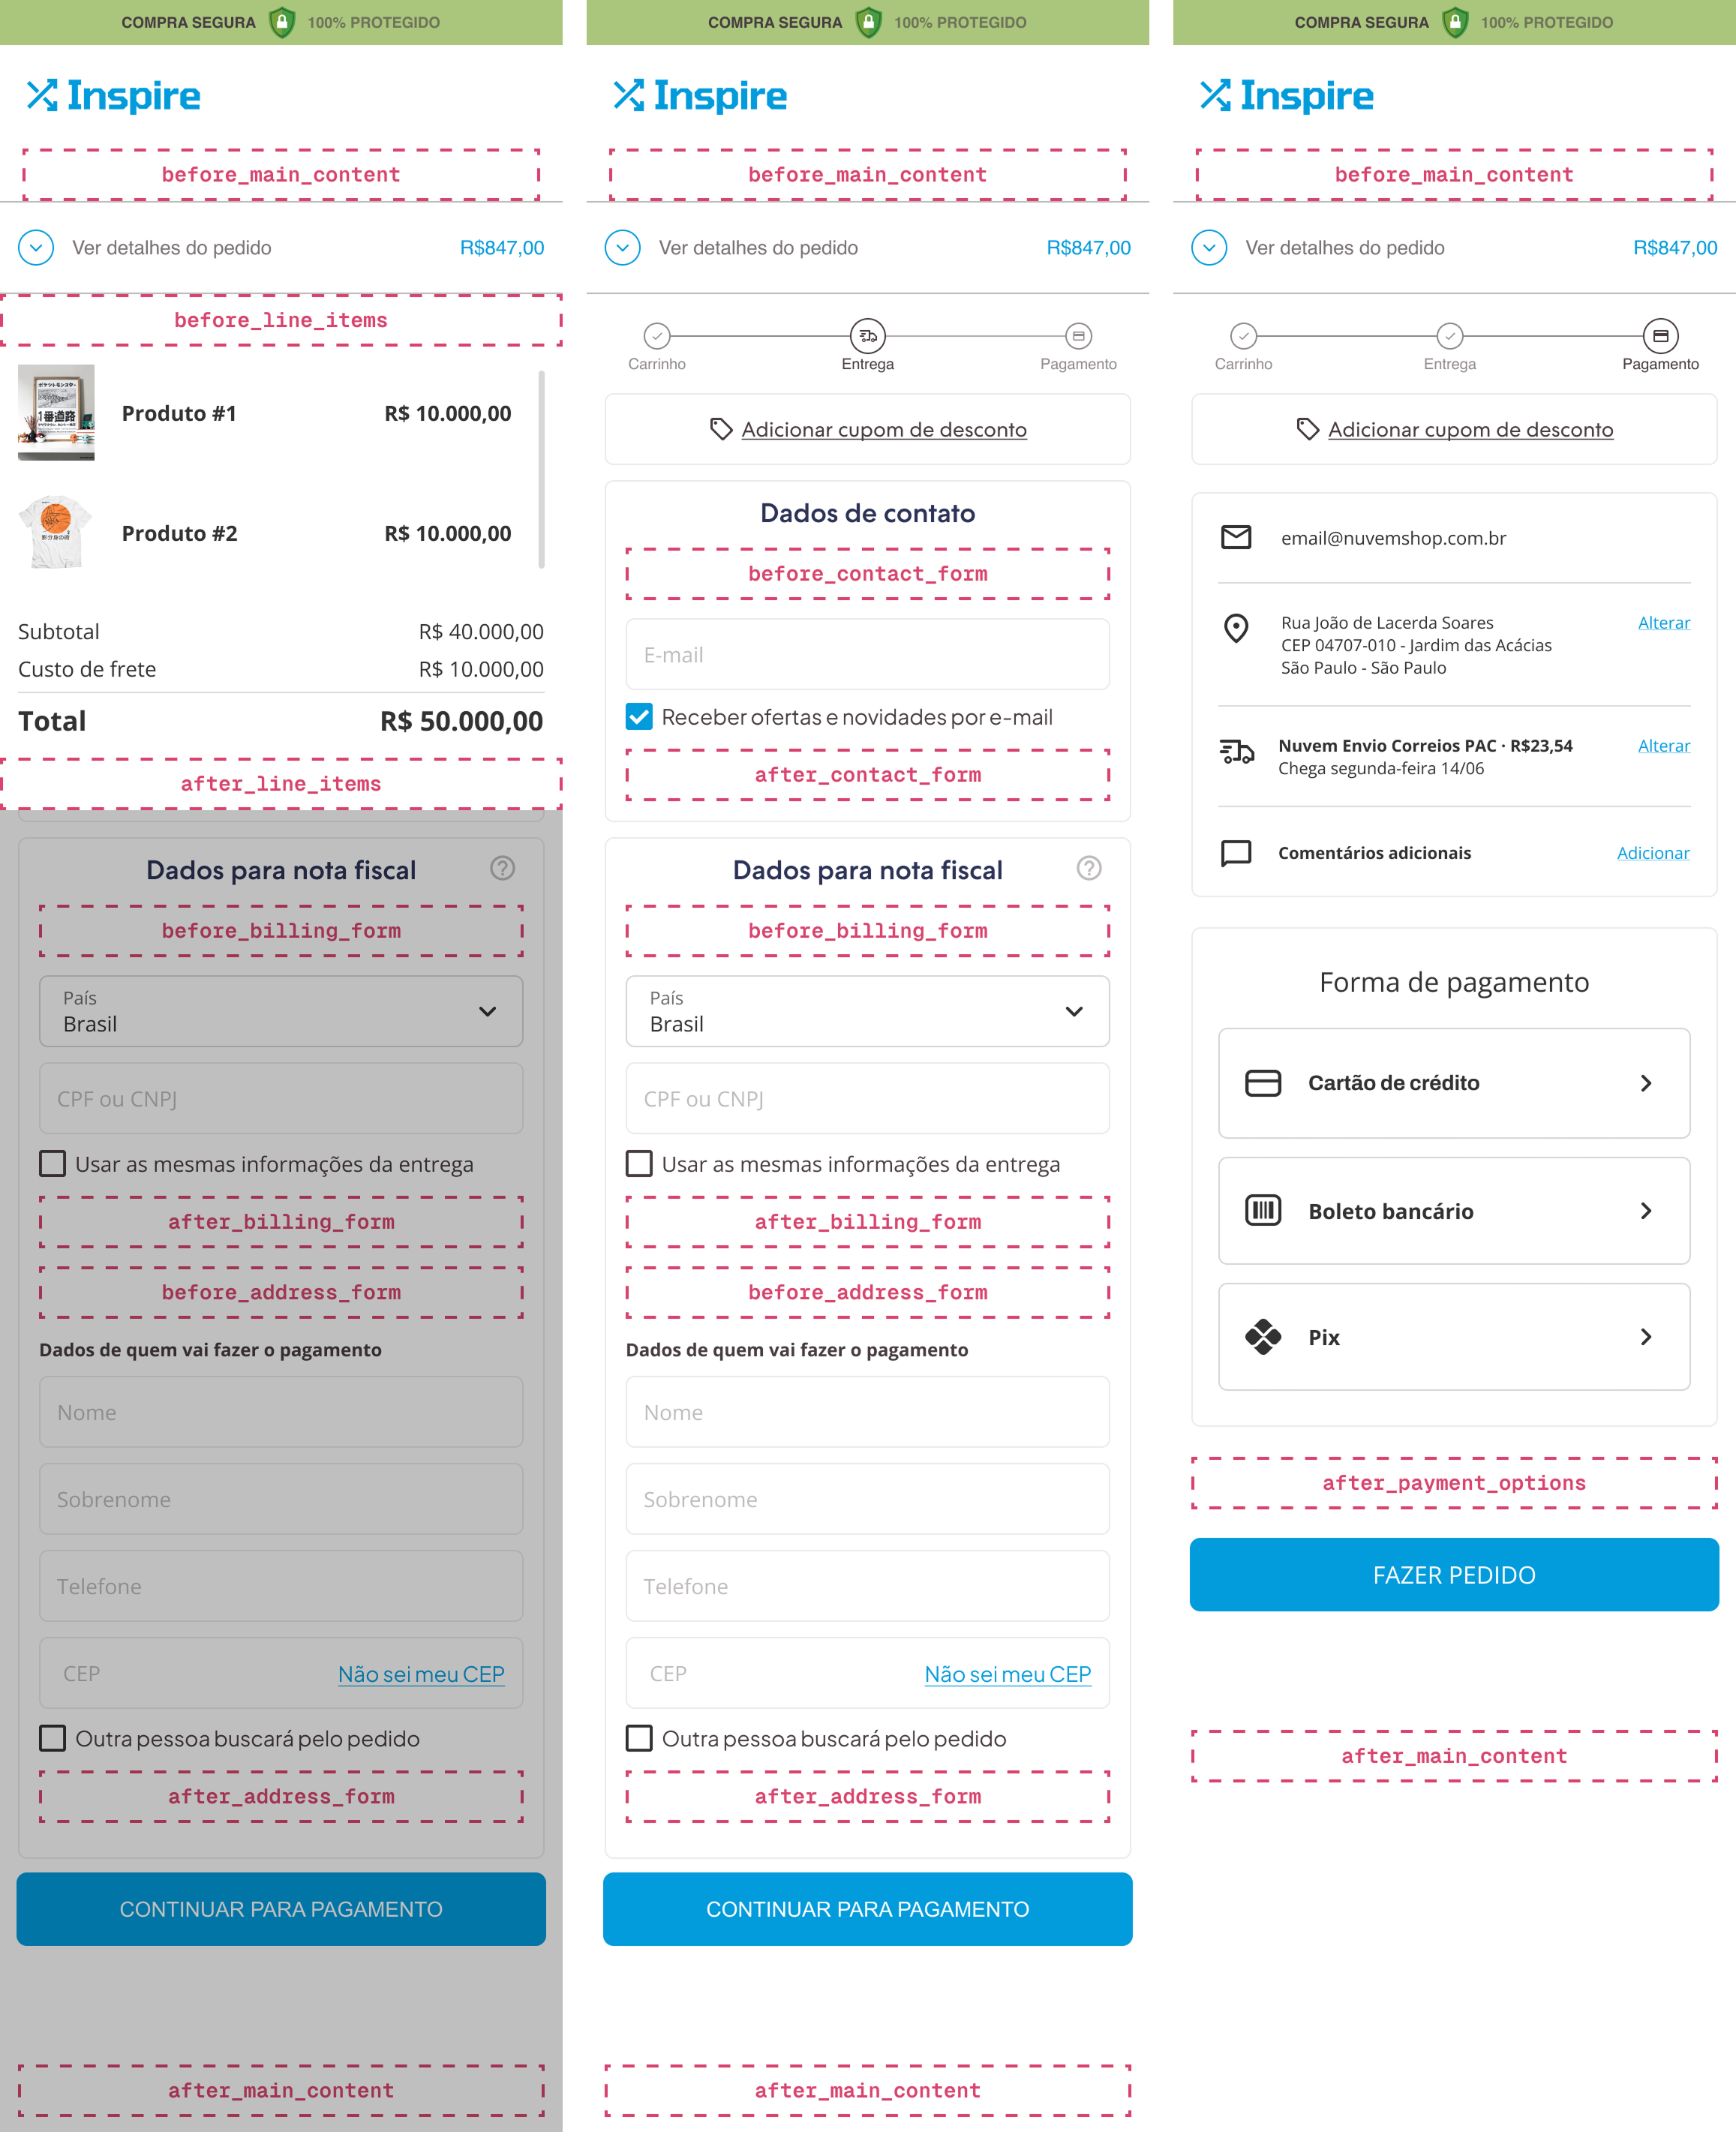 COMPRA SEGURA 100% PROTEGIDO
Inspire
before_main_content
Ver detalhes do pedido R$847,00
before_line_items
Produto #1 R$ 10.000,00
Produto #2 R$ 10.000,00
Subtotal R$ 40.000,00
Custo de frete R$ 10.000,00
Total R$ 50.000,00
after_line_items
Dados para nota fiscal ?
before_billing_form
País
Brasil
CPF ou CNPJ
Usar as mesmas informações da entrega
after_billing_form
before_address_form
Dados de quem vai fazer o pagamento
Nome
Sobrenome
Telefone
CEP Não sei meu CEP
Outra pessoa buscará pelo pedido
after_address_form
CONTINUAR PARA PAGAMENTO
after_main_content
COMPRA SEGURA 100% PROTEGIDO
Inspire
before_main_content
Ver detalhes do pedido R$847,00
Carrinho Entrega Pagamento
Adicionar cupom de desconto
Dados de contato
before_contact_form
E-mail
Receber ofertas e novidades por e-mail
after_contact_form
Dados para nota fiscal ?
before_billing_form
País
Brasil
CPF ou CNPJ
Usar as mesmas informações da entrega
after_billing_form
before_address_form
Dados de quem vai fazer o pagamento
Nome
Sobrenome
Telefone
CEP Não sei meu CEP
Outra pessoa buscará pelo pedido
after_address_form
CONTINUAR PARA PAGAMENTO
after_main_content
COMPRA SEGURA 100% PROTEGIDO
Inspire
before_main_content
Ver detalhes do pedido R$847,00
Carrinho Entrega Pagamento
Adicionar cupom de desconto
email@nuvemshop.com.br
Rua João de Lacerda Soares Alterar
CEP 04707-010 - Jardim das Acácias
São Paulo - São Paulo
Nuvem Envio Correios PAC · R$23,54 Alterar
Chega segunda-feira 14/06
Comentários adicionais Adicionar
Forma de pagamento
Cartão de crédito
Boleto bancário
Pix
after_payment_options
FAZER PEDIDO
after_main_content